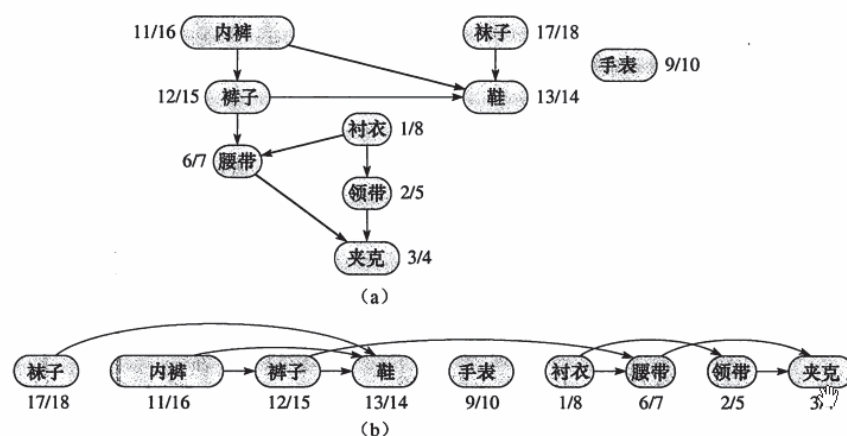 11/16 内裤 袜子 17/18
手表 9/10
12/15 裤子 鞋 13/14
衬衣 1/8
6/7 腰带
领带 2/5
夹克 3/4
(a)
袜子 内裤 裤子 鞋 手表 衬衣 腰带 领带 夹克
17/18 11/16 12/15 13/14 9/10 1/8 6/7 2/5 3/
(b)